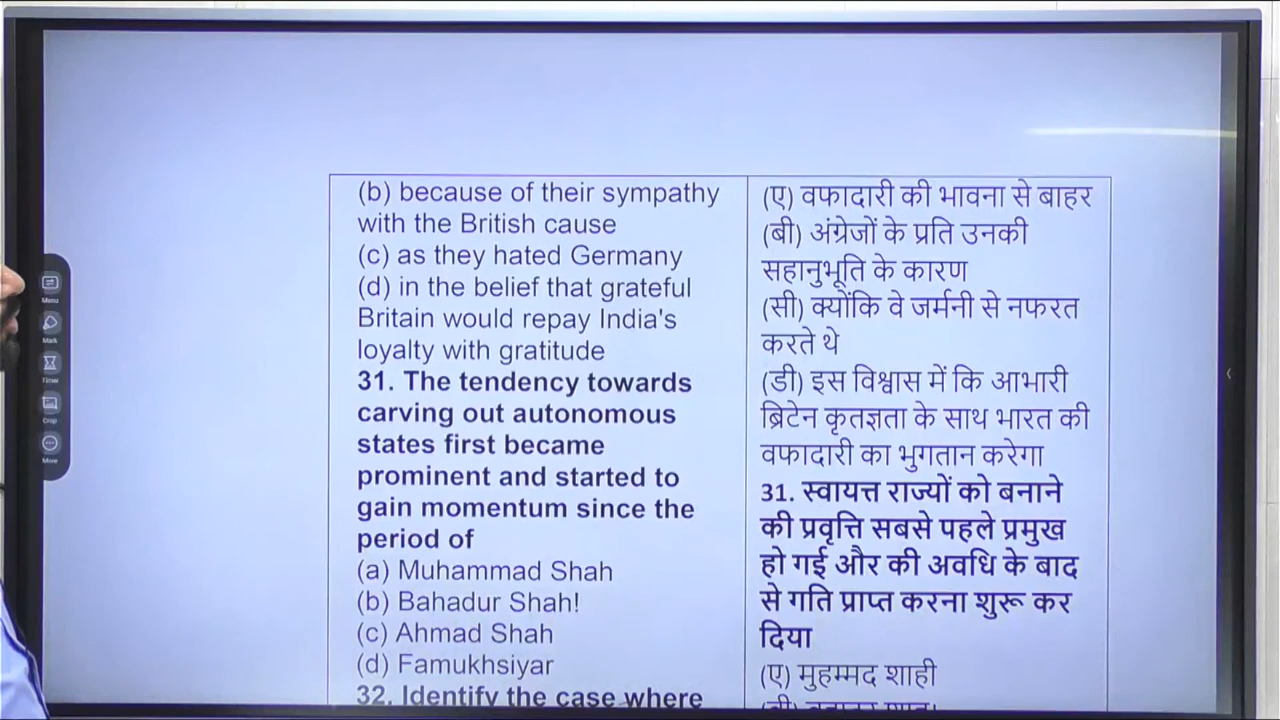 Menu
Mark
Timer
Crop
More
(b) because of their sympathy
with the British cause
(c) as they hated Germany
(d) in the belief that grateful
Britain would repay India's
loyalty with gratitude
31. The tendency towards
carving out autonomous
states first became
prominent and started to
gain momentum since the
period of
(a) Muhammad Shah
(b) Bahadur Shah!
(c) Ahmad Shah
(d) Famukhsiyar
32. Identify the case where
(ए) वफादारी की भावना से बाहर
(बी) अंग्रेजों के प्रति उनकी
सहानुभूति के कारण
(सी) क्योंकि वे जर्मनी से नफरत
करते थे
(डी) इस विश्वास में कि आभारी
ब्रिटेन कृतज्ञता के साथ भारत की
वफादारी का भुगतान करेगा
31. स्वायत्त राज्यों को बनाने
की प्रवृत्ति सबसे पहले प्रमुख
हो गई और की अवधि के बाद
से गति प्राप्त करना शुरू कर
दिया
(ए) मुहम्मद शाही